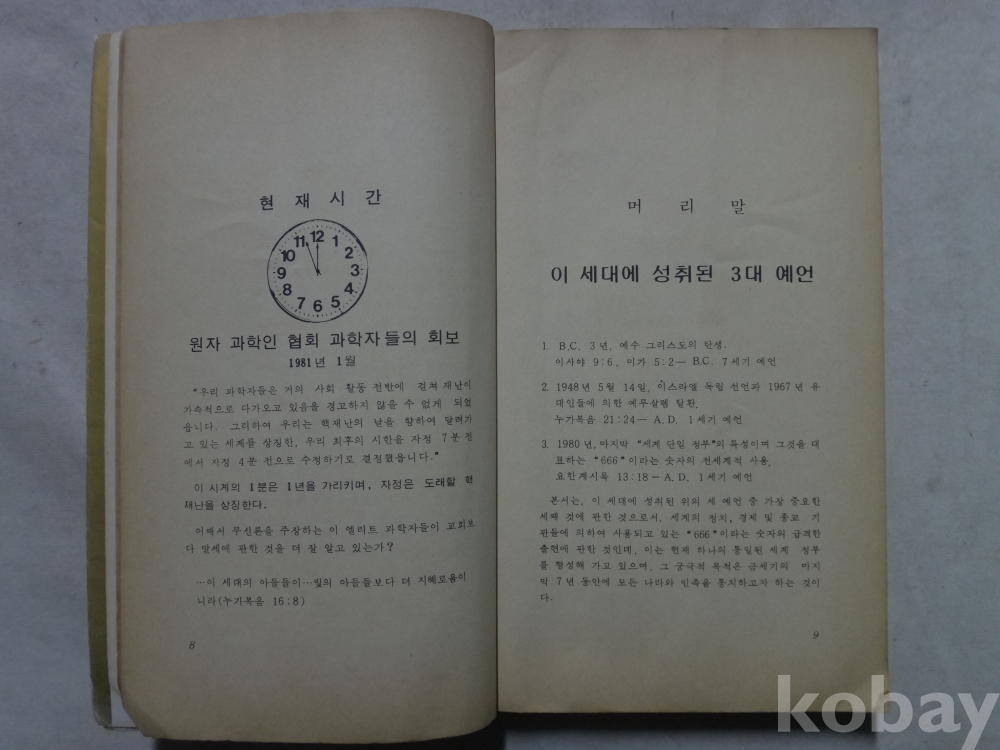 현 재 시 간
11 12 1
10 2
9 3
8 4
7 6 5
원자 과학인 협회 과학자들의 회보
1981년 1월
“우리 과학자들은 거의 사회 활동 전반에 걸쳐 재난이
가속적으로 다가오고 있음을 경고하지 않을 수 없게 되었
읍니다. 그리하여 우리는 핵재난의 날을 향하여 달려가
고 있는 세계를 상징한, 우리 최후의 시한을 자정 7분전
에서 자정 4분 전으로 수정하기로 결정했읍니다.”
이 시계의 1분은 1년을 가리키며, 자정은 도래할 핵
재난을 상징한다.
어째서 무신론을 주장하는 이 엘리트 과학자들이 교회보
다 말세에 관한 것을 더 잘 알고 있는가?
…이 세대의 아들들이…빛의 아들들보다 더 지혜로움이
니라(누가복음 16:8)
8
머 리 말
이 세대에 성취된 3대 예언
1. B.C. 3년, 예수 그리스도의 탄생.
이사야 9:6, 미가 5:2— B.C. 7세기 예언
2. 1948년 5월 14일, 이스라엘 독립 선언과 1967년 유
대인들에 의한 예루살렘 탈환.
누가복음 21:24— A.D. 1세기 예언
3. 1980년, 마지막 “세계 단일 정부”의 특성이며 그것을 대
표하는 “666”이라는 숫자의 전세계적 사용.
요한계시록 13:18— A.D. 1세기 예언
본서는, 이 세대에 성취된 위의 세 예언 중 가장 중요한
세째 것에 관한 것으로서, 세계의 정치, 경제 및 종교 기
관들에 의하여 사용되고 있는 “666”이라는 숫자의 급격한
출현에 관한 것인데, 이는 현재 하나의 통일된 세계 정부
를 형성해 가고 있으며, 그 궁극적 목적은 금세기의 마지
막 7년 동안에 모든 나라와 민족을 통치하고자 하는 것이
다.
9
kobay